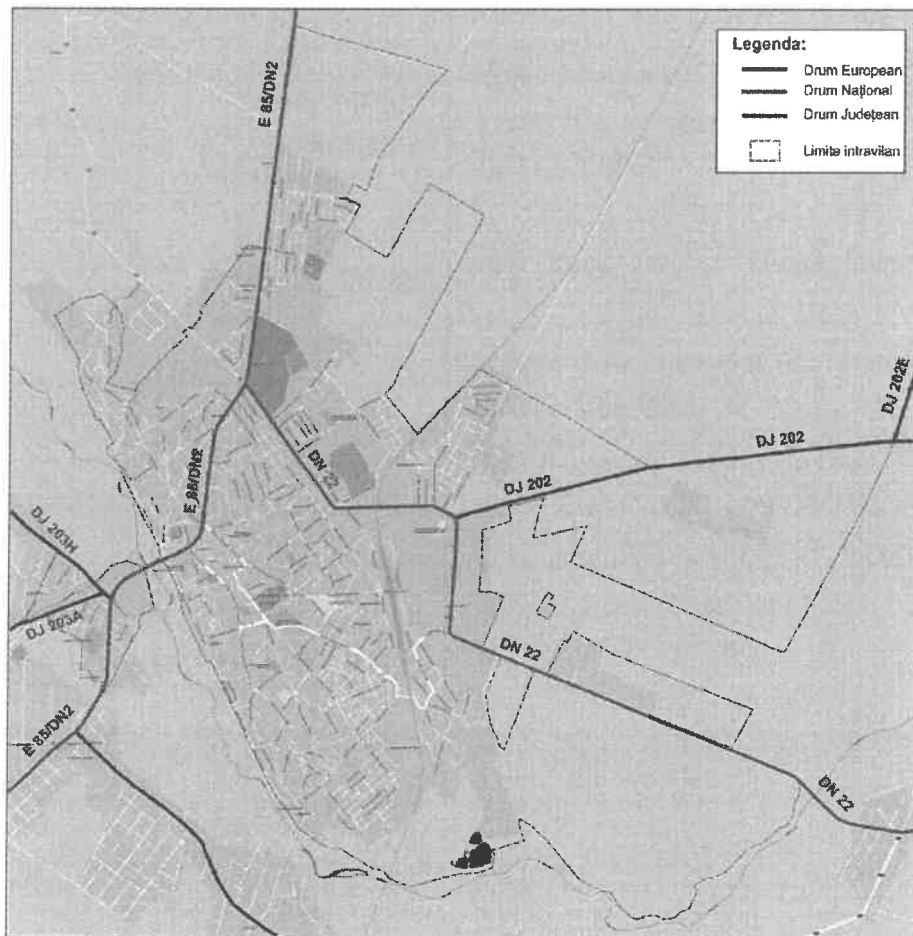 Legenda:
Drum European
Drum Național
Drum Județean
Limite intravilan
E 85/DN2
DJ 202E
DJ 202
E 85/DN2
DN 22
DJ 202
DJ 203H
DJ 203A
DN 22
E 85/DN2
DN 22